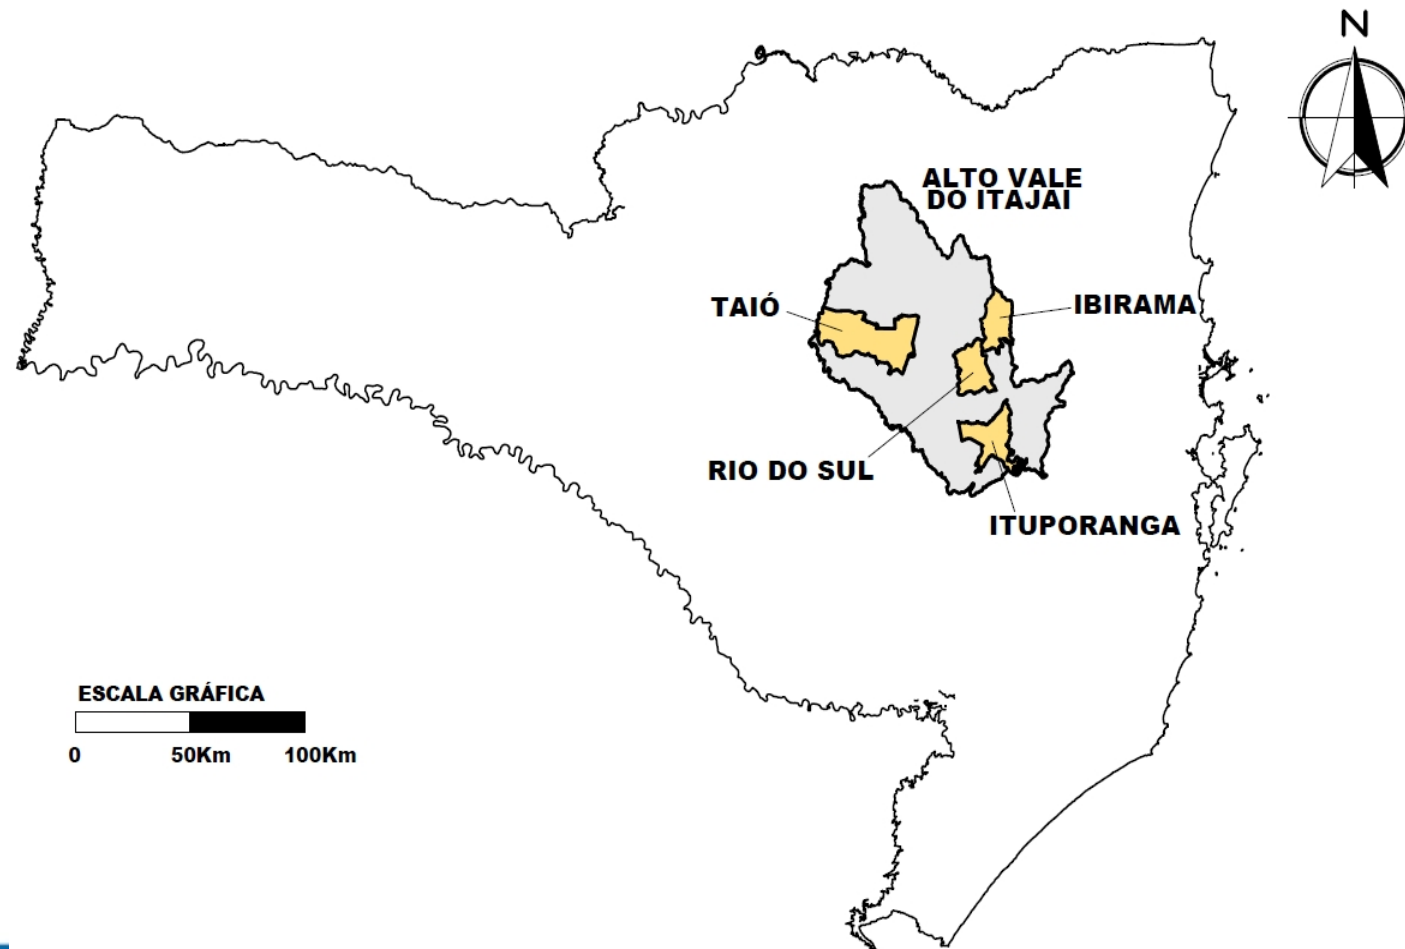 N
ALTO VALE
DO ITAJAI
TAIÓ
IBIRAMA
RIO DO SUL
ITUPORANGA
ESCALA GRÁFICA
0 50Km 100Km